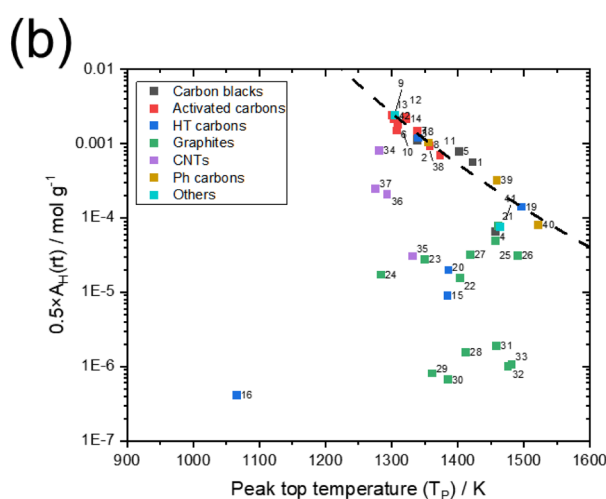 (b)
0.01
0.001
1E-4
1E-5
1E-6
1E-7
0.5×A_H(rt) / mol g⁻¹
Carbon blacks
Activated carbons
HT carbons
Graphites
CNTs
Ph carbons
Others
9
13 12
14
6
10
8
2
38
11
5
1
34
37
36
39
19
40
21
4
35
23
24
27
25 26
20
22
15
31
28
33
32
29
30
16
900 1000 1100 1200 1300 1400 1500 1600
Peak top temperature (T_P) / K